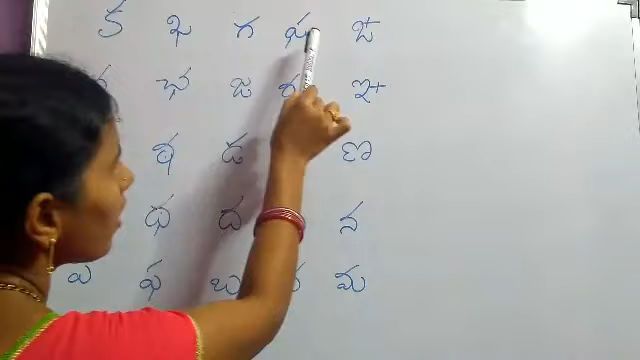 క ఖ గ ఘ ఙ
ఛ జ ఞ
ఠ డ ణ
థ ద న
ప ఫ బ మ